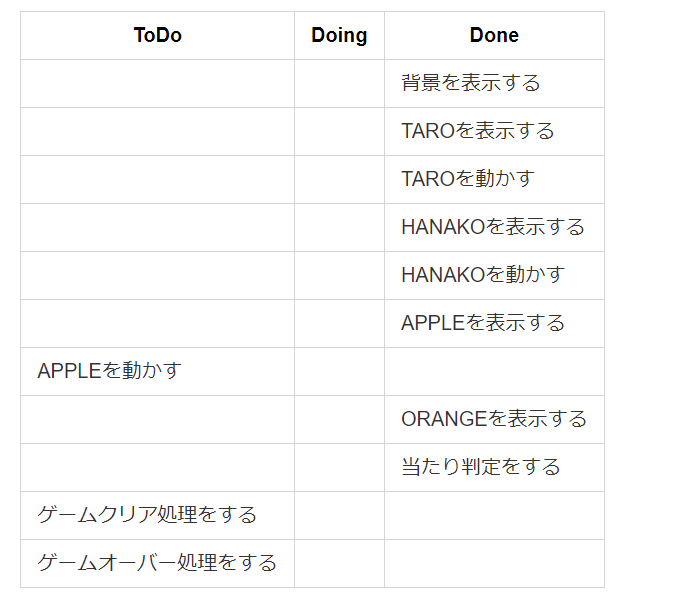 ToDo Doing Done
背景を表示する
TAROを表示する
TAROを動かす
HANAKOを表示する
HANAKOを動かす
APPLEを表示する
APPLEを動かす
ORANGEを表示する
当たり判定をする
ゲームクリア処理をする
ゲームオーバー処理をする